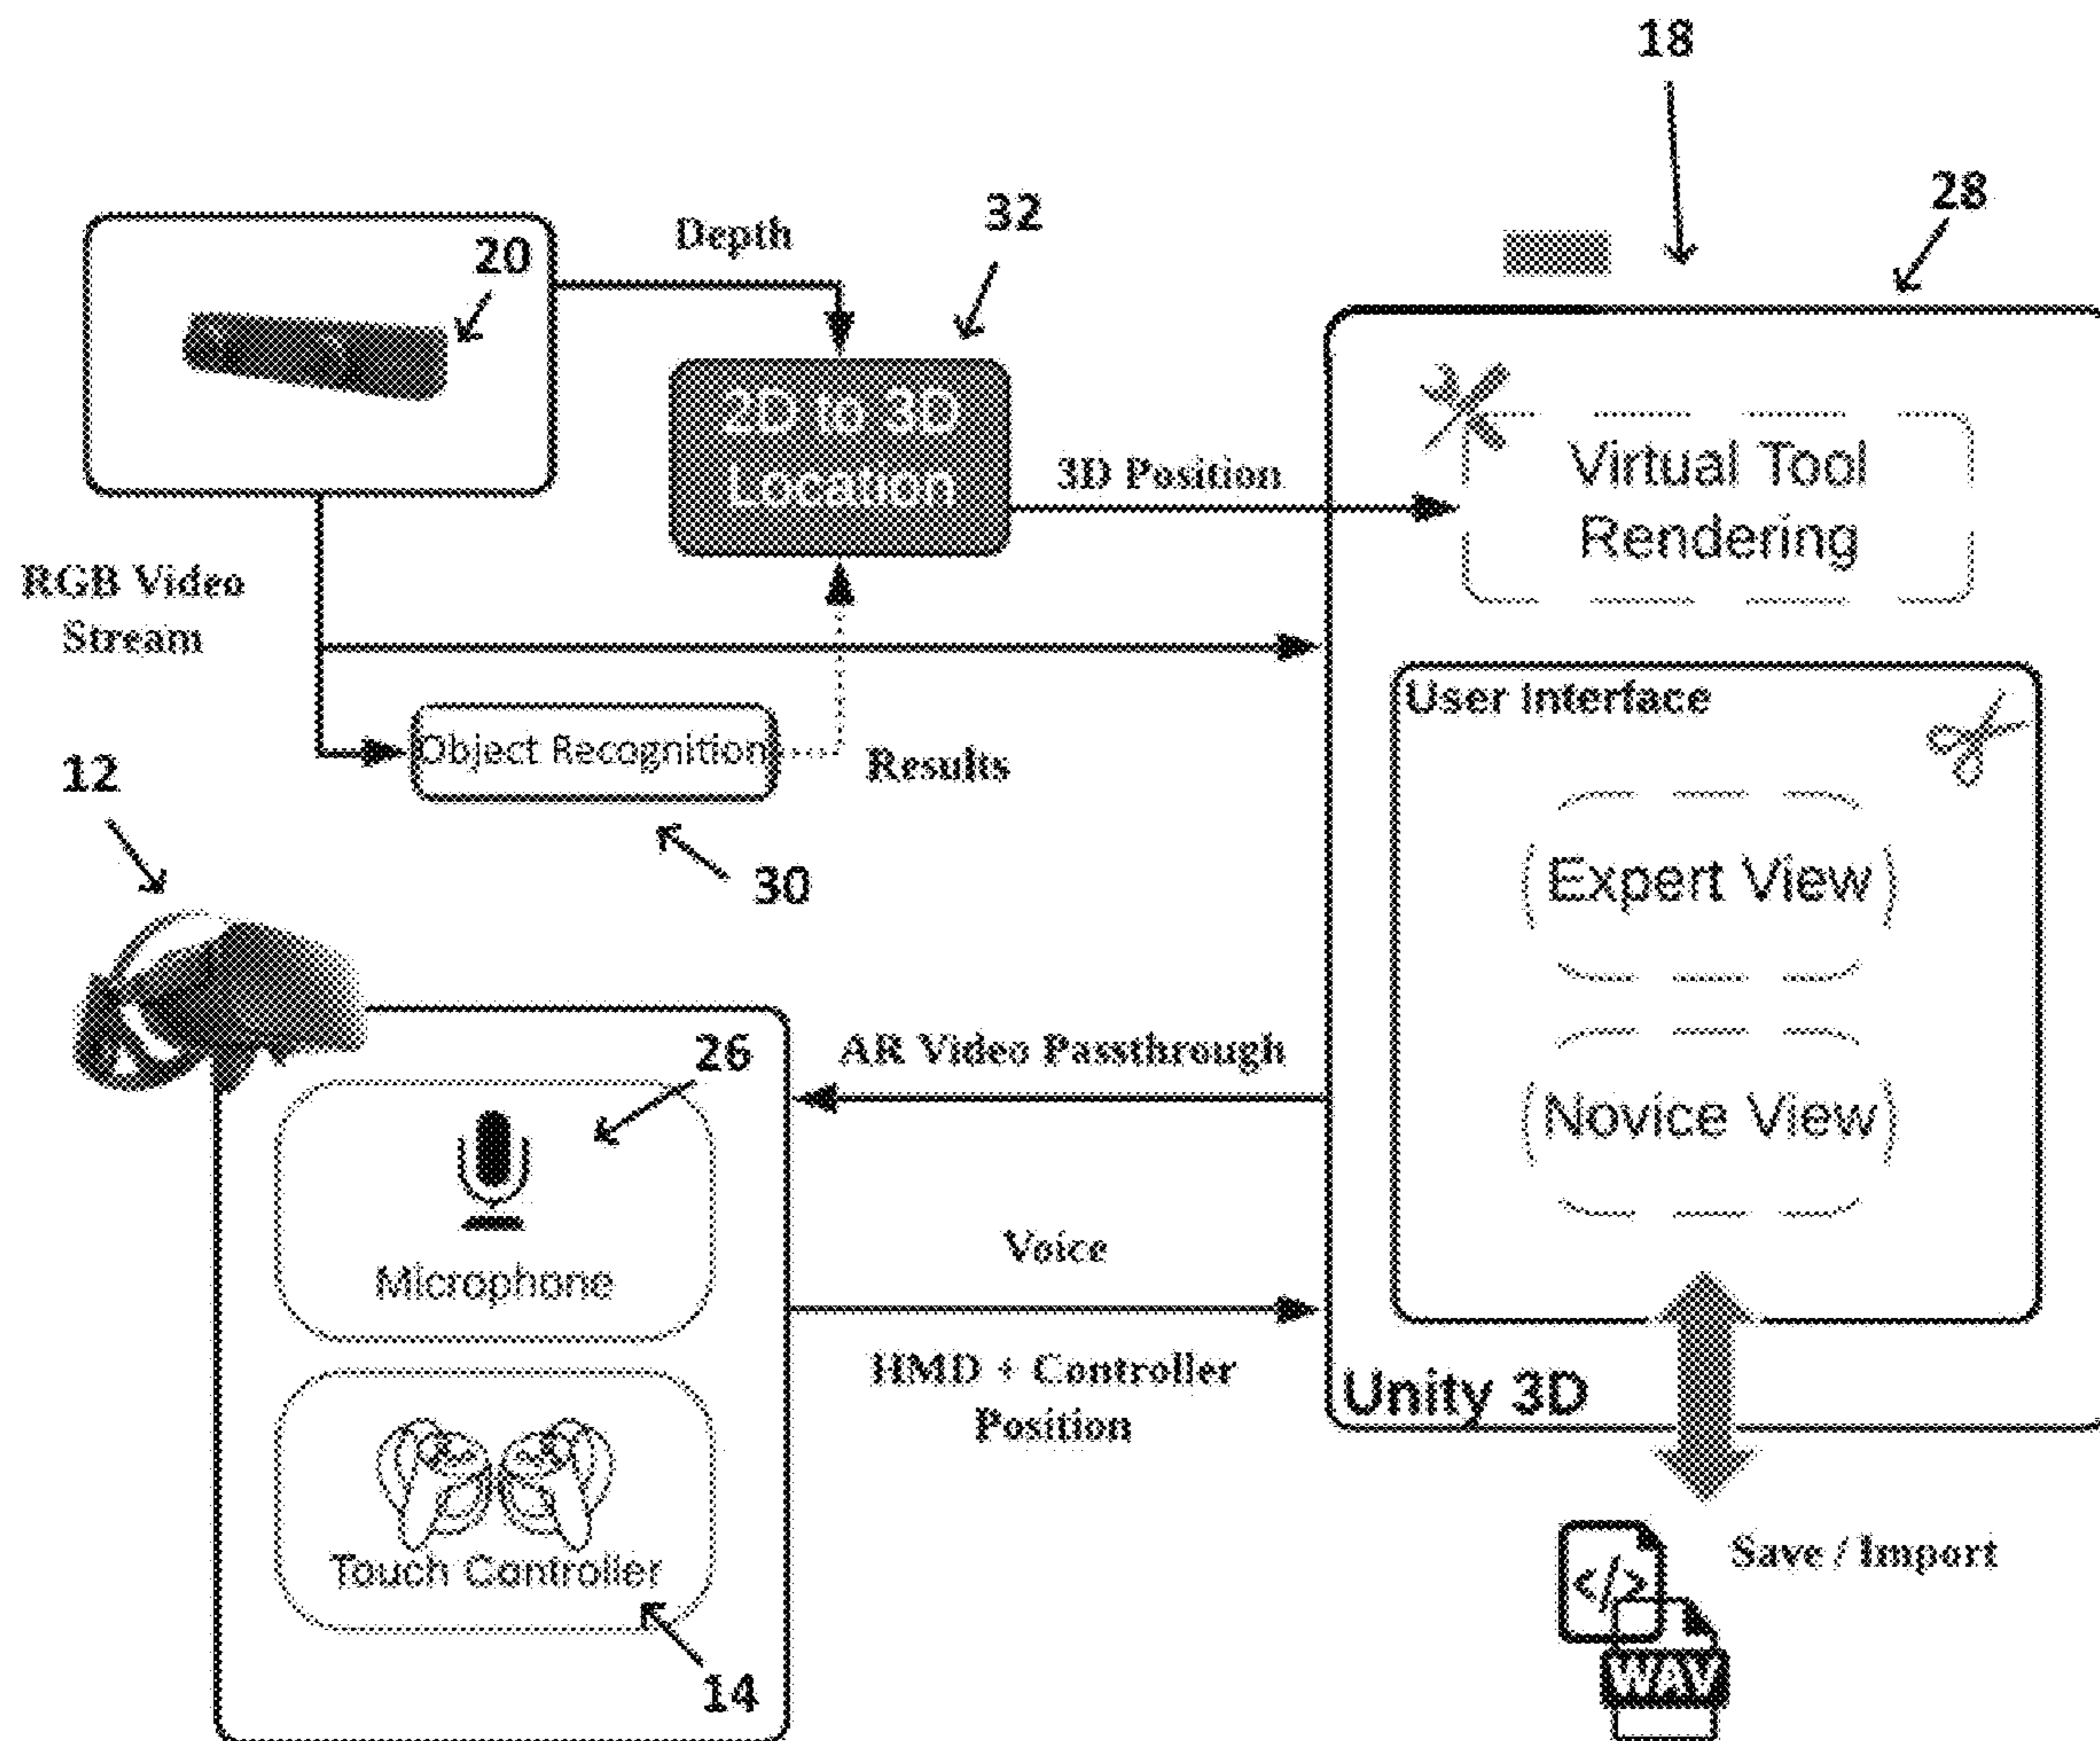 18
28
32
Depth
20
2D to 3D
Location
3D Position
Virtual Tool
Rendering
RGB Video
Stream
User Interface
Object Recognition
Results
12
30
Expert View
26
AR Video Passthrough
Novice View
Microphone
Voice
HMD + Controller
Position
Unity 3D
Touch Controller
14
Save / Import
</>
WAV